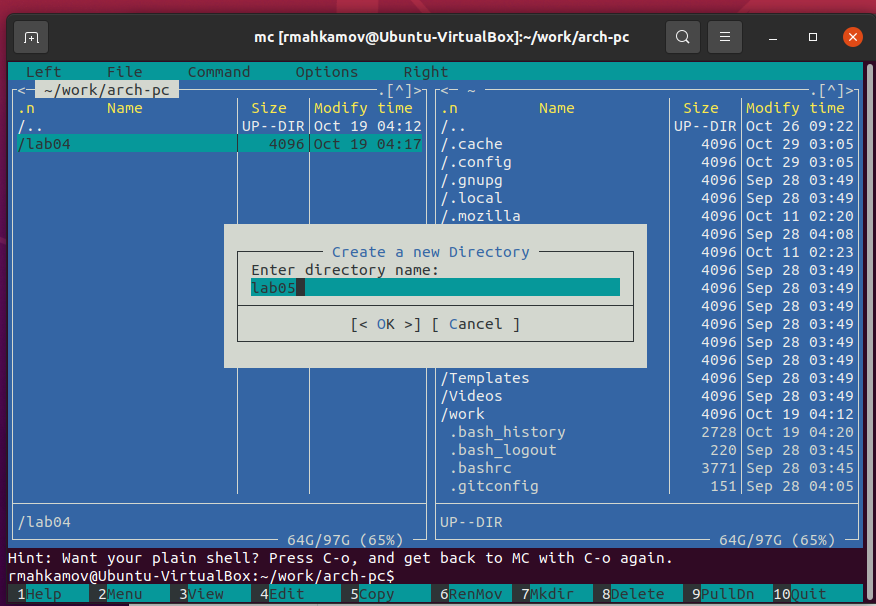 mc [rmahkamov@Ubuntu-VirtualBox]:~/work/arch-pc
Left File Command Options Right
<─ ~/work/arch-pc .[^]> <─ ~ .[^]>
.n Name Size Modify time .n Name Size Modify time
/.. UP--DIR Oct 19 04:12 /.. UP--DIR Oct 26 09:22
/lab04 4096 Oct 19 04:17 /.cache 4096 Oct 29 03:05
/.config 4096 Oct 29 03:05
/.gnupg 4096 Sep 28 03:49
/.local 4096 Sep 28 03:49
/.mozilla 4096 Oct 11 02:20
4096 Sep 28 04:08
Create a new Directory 4096 Oct 11 02:23
Enter directory name: 4096 Sep 28 03:49
lab05 4096 Sep 28 03:49
4096 Sep 28 03:49
[< OK >] [ Cancel ] 4096 Sep 28 03:49
4096 Sep 28 03:49
4096 Sep 28 03:49
/Templates 4096 Sep 28 03:49
/Videos 4096 Sep 28 03:49
/work 4096 Oct 19 04:12
.bash_history 2728 Oct 19 04:20
.bash_logout 220 Sep 28 03:45
.bashrc 3771 Sep 28 03:45
.gitconfig 151 Sep 28 04:05
/lab04 UP--DIR
64G/97G (65%) 64G/97G (65%)
Hint: Want your plain shell? Press C-o, and get back to MC with C-o again.
rmahkamov@Ubuntu-VirtualBox:~/work/arch-pc$
1Help 2Menu 3View 4Edit 5Copy 6RenMov 7Mkdir 8Delete 9PullDn 10Quit